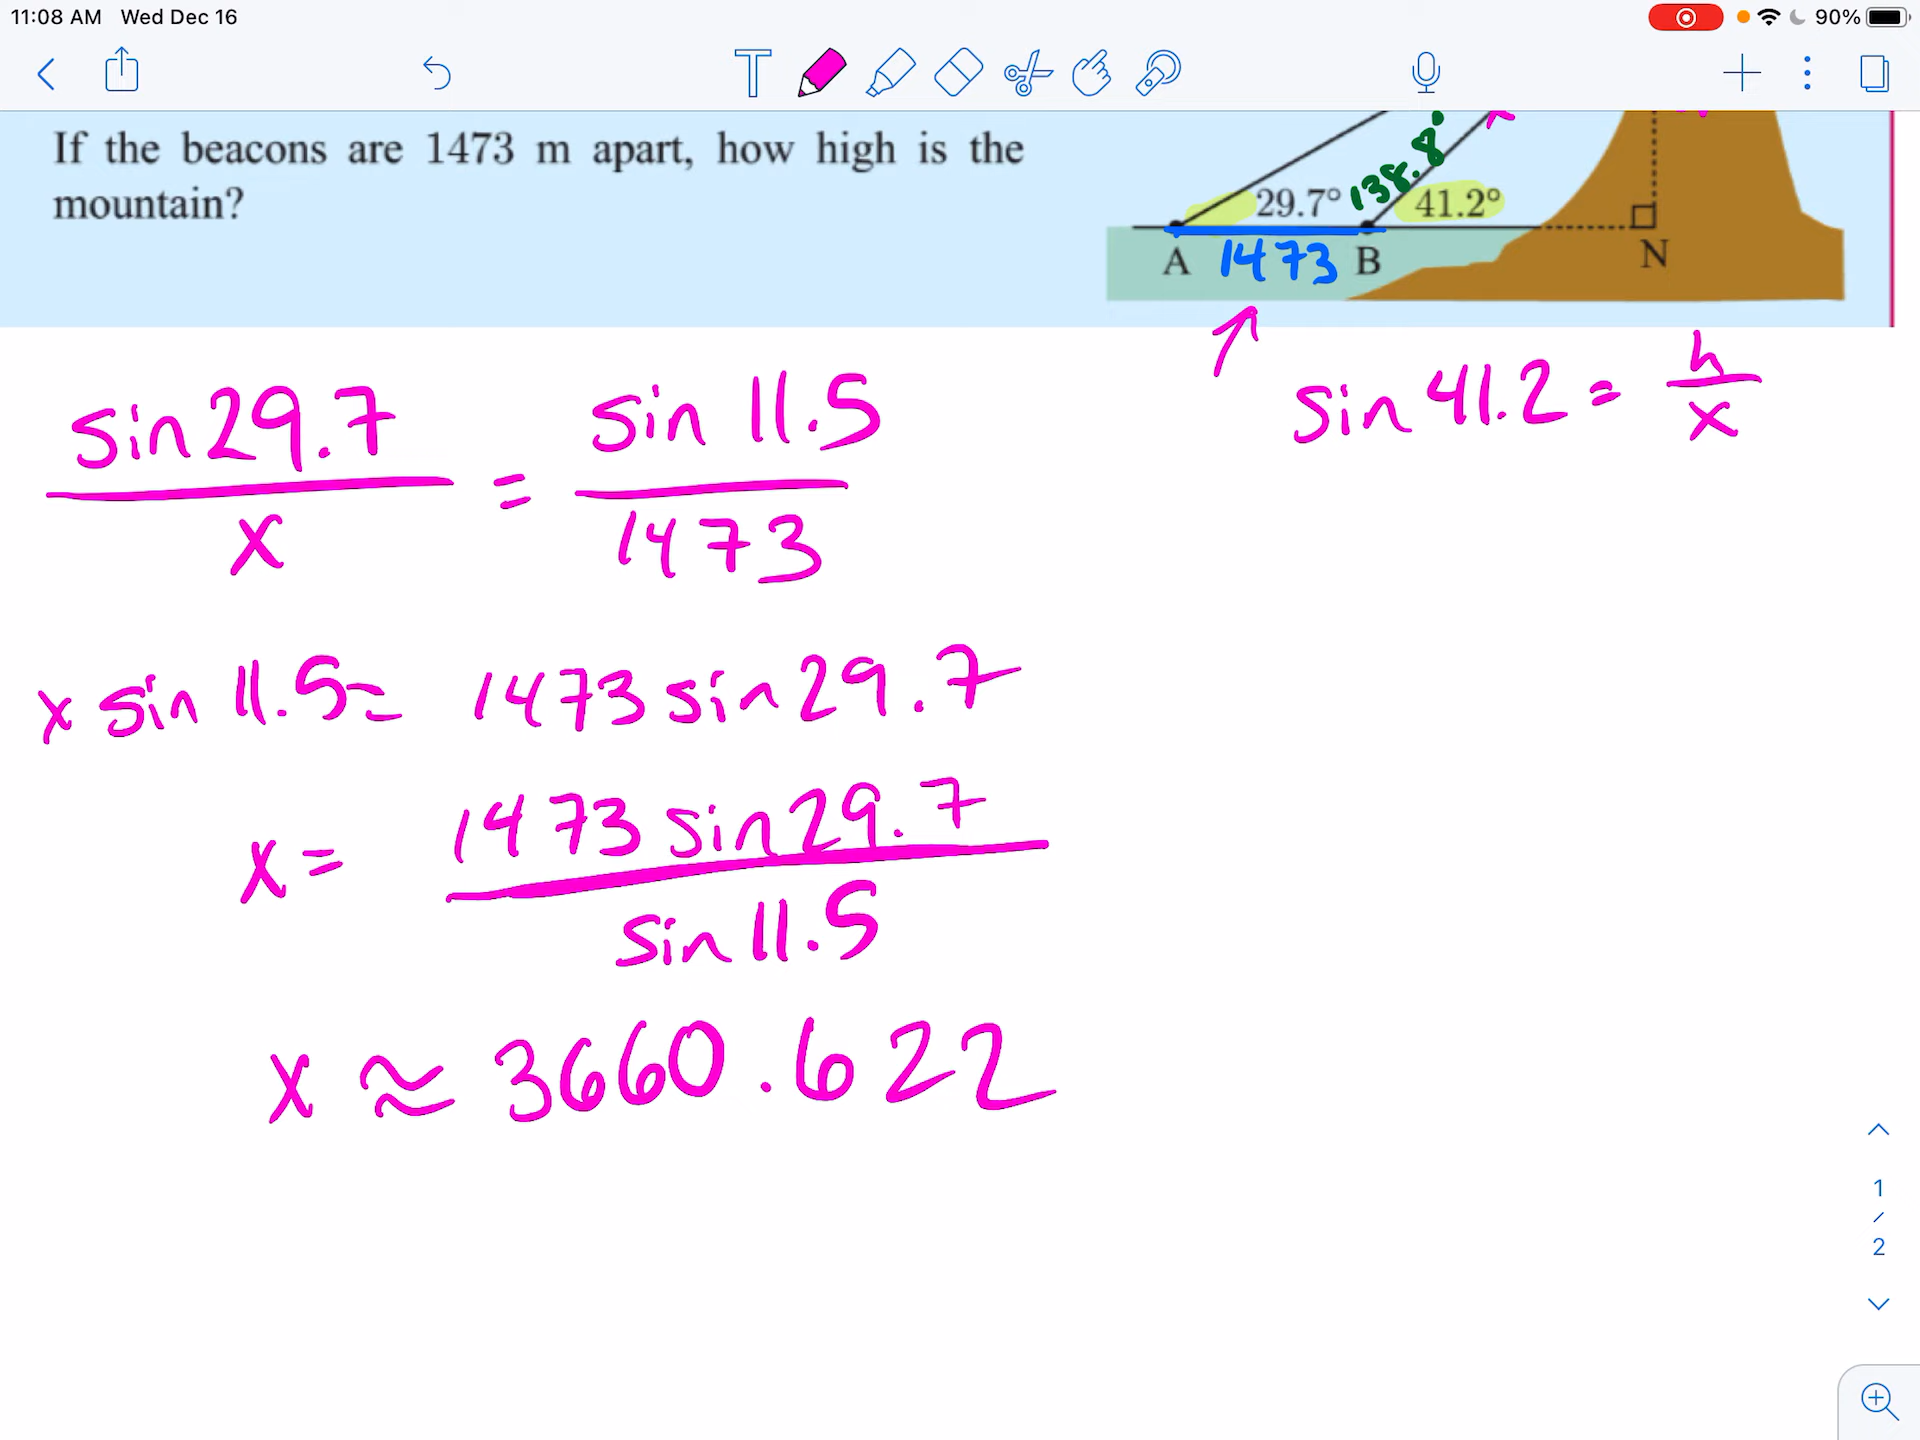 11:08 AM Wed Dec 16
90%
T
If the beacons are 1473 m apart, how high is the
mountain?
138.8°
29.7°
41.2°
A 1473 B
N
sin 29.7 / x = sin 11.5 / 1473
sin 41.2 = h / x
x sin 11.5 = 1473 sin 29.7
x = 1473 sin 29.7 / sin 11.5
x ≈ 3660.622
1
/
2